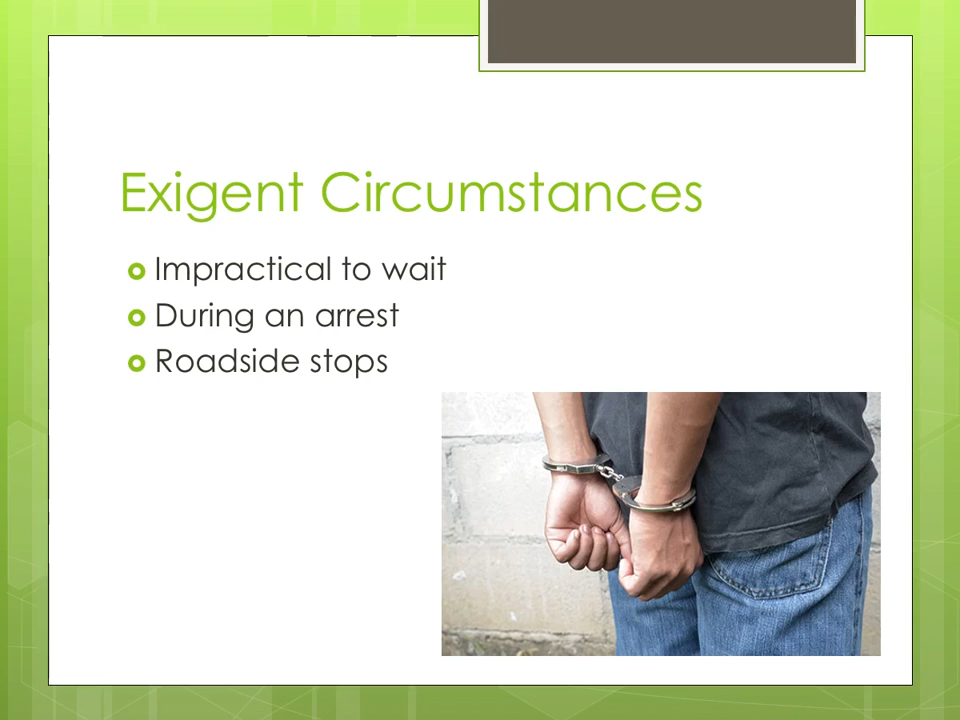 Exigent Circumstances
Impractical to wait
During an arrest
Roadside stops